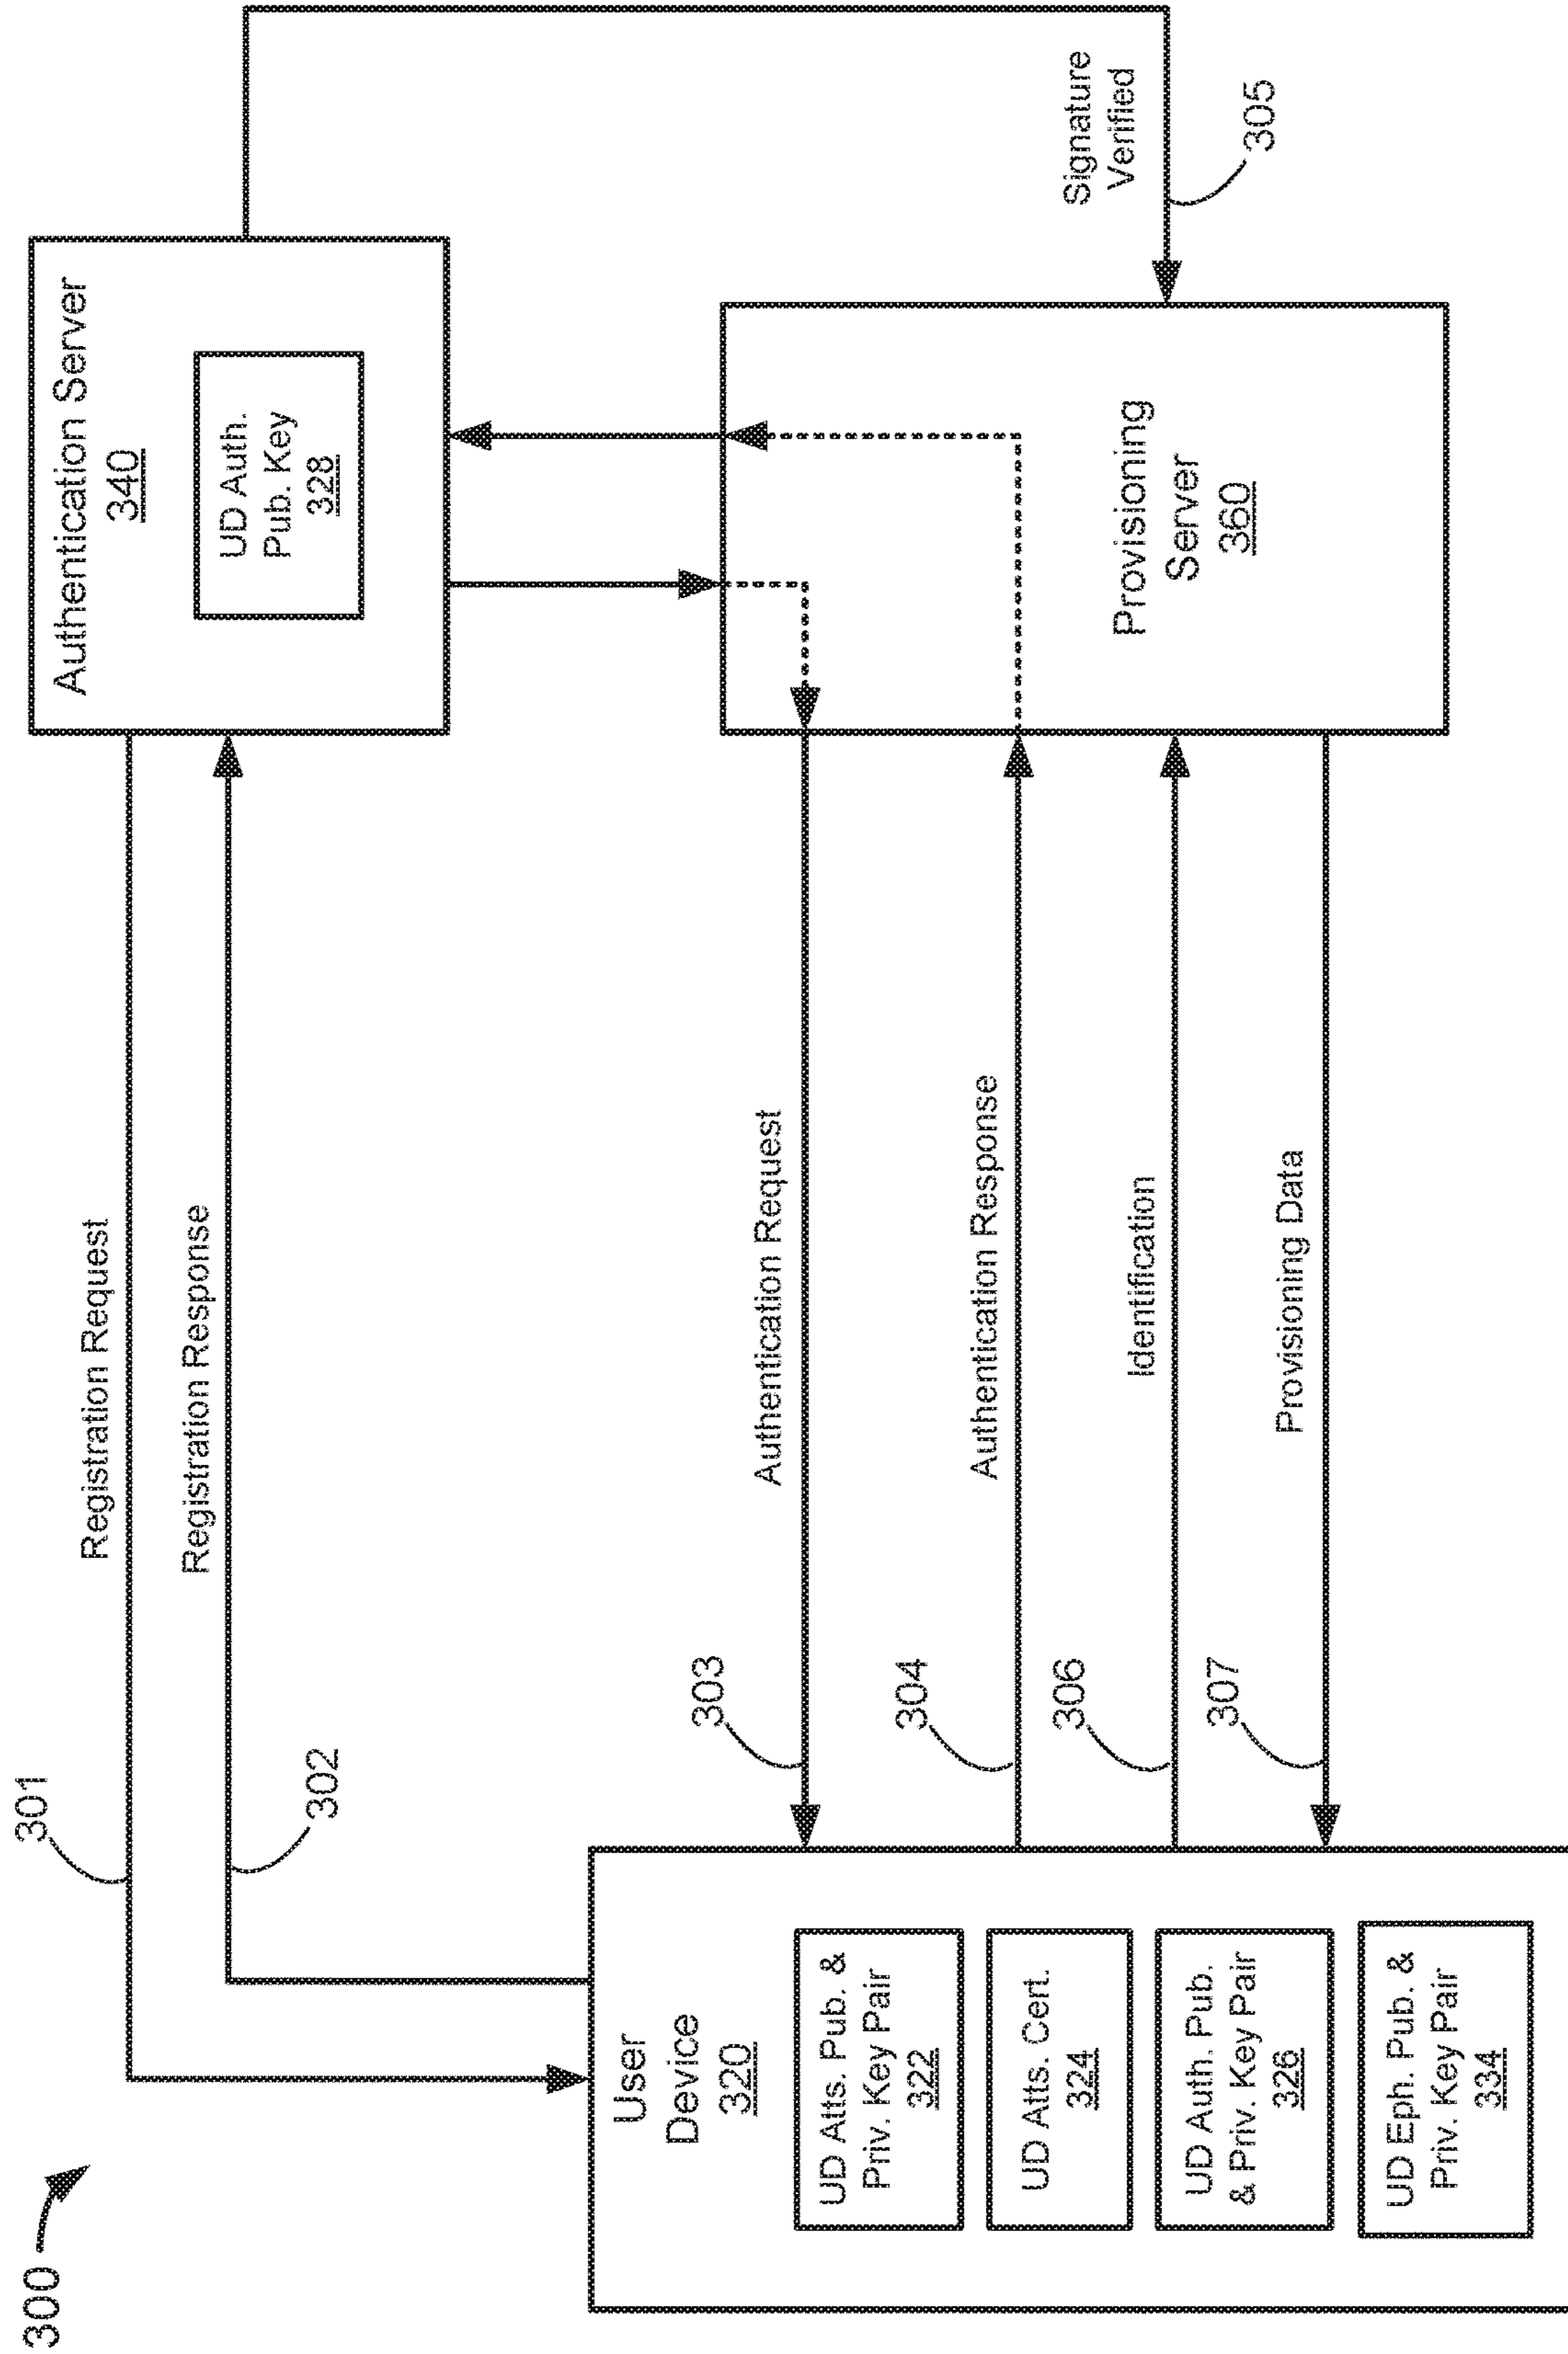 300
301
Registration Request
302
Registration Response
Authentication Server
340
UD Auth.
Pub. Key
328
User
Device
320
UD Atts. Pub. &
Priv. Key Pair
322
UD Atts. Cert.
324
UD Auth. Pub.
& Priv. Key Pair
326
UD Eph. Pub. &
Priv. Key Pair
334
303
Authentication Request
304
Authentication Response
306
Identification
307
Provisioning Data
Provisioning
Server
360
Signature
Verified
305